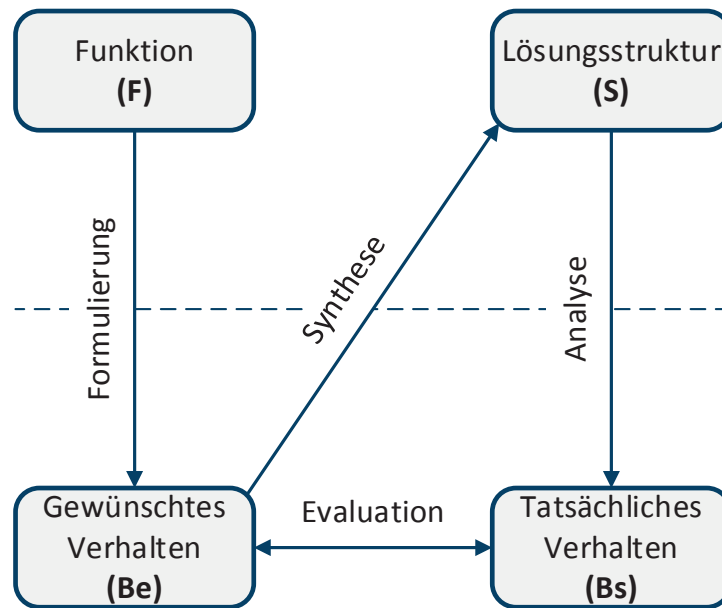 Funktion
(F)
Lösungsstruktur
(S)
Formulierung
Synthese
Analyse
Gewünschtes
Verhalten
(Be)
Evaluation
Tatsächliches
Verhalten
(Bs)